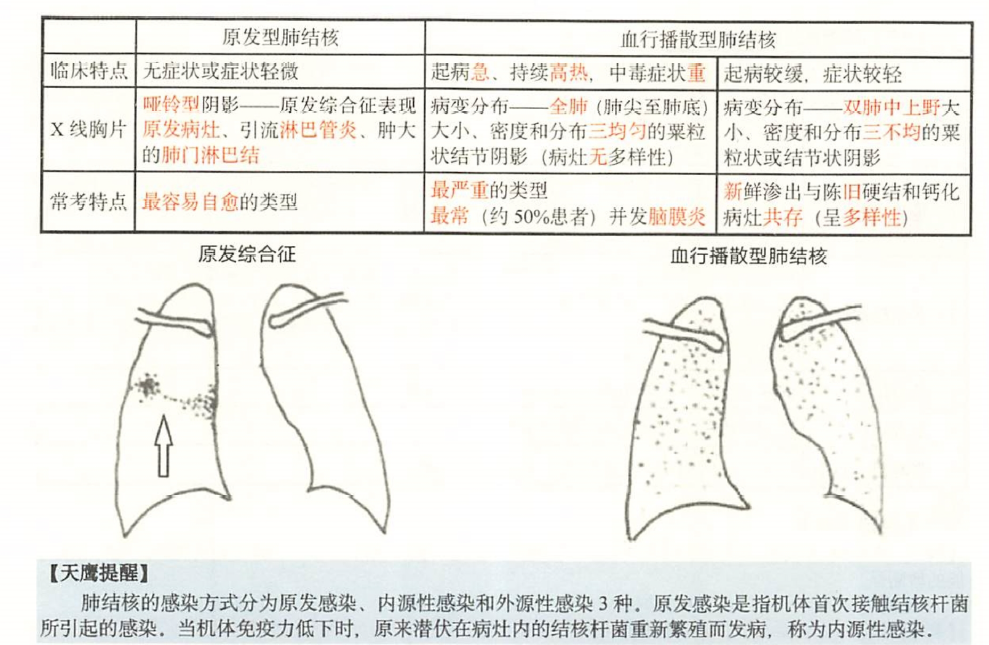 原发型肺结核 血行播散型肺结核
临床特点 无症状或症状轻微 起病急、持续高热，中毒症状重 起病较缓，症状较轻
X 线胸片
哑铃型阴影——原发综合征表现
原发病灶、引流淋巴管炎、肿大
的肺门淋巴结
病变分布——全肺（肺尖至肺底）
大小、密度和分布三均匀的粟粒
状结节阴影（病灶无多样性）
病变分布——双肺中上野大
小、密度和分布三不均的粟
粒状或结节状阴影
常考特点 最容易自愈的类型
最严重的类型
最常（约 50%患者）并发脑膜炎
新鲜渗出与陈旧硬结和钙化
病灶共存（呈多样性）
原发综合征
血行播散型肺结核
【天鹰提醒】
肺结核的感染方式分为原发感染、内源性感染和外源性感染 3 种。原发感染是指机体首次接触结核杆菌
所引起的感染。当机体免疫力低下时，原来潜伏在病灶内的结核杆菌重新繁殖而发病，称为内源性感染．